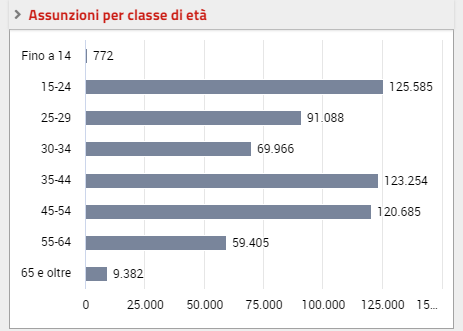 Assunzioni per classe di età
Fino a 14 772
15-24 125.585
25-29 91.088
30-34 69.966
35-44 123.254
45-54 120.685
55-64 59.405
65 e oltre 9.382
0 25.000 50.000 75.000 100.000 125.000 15...